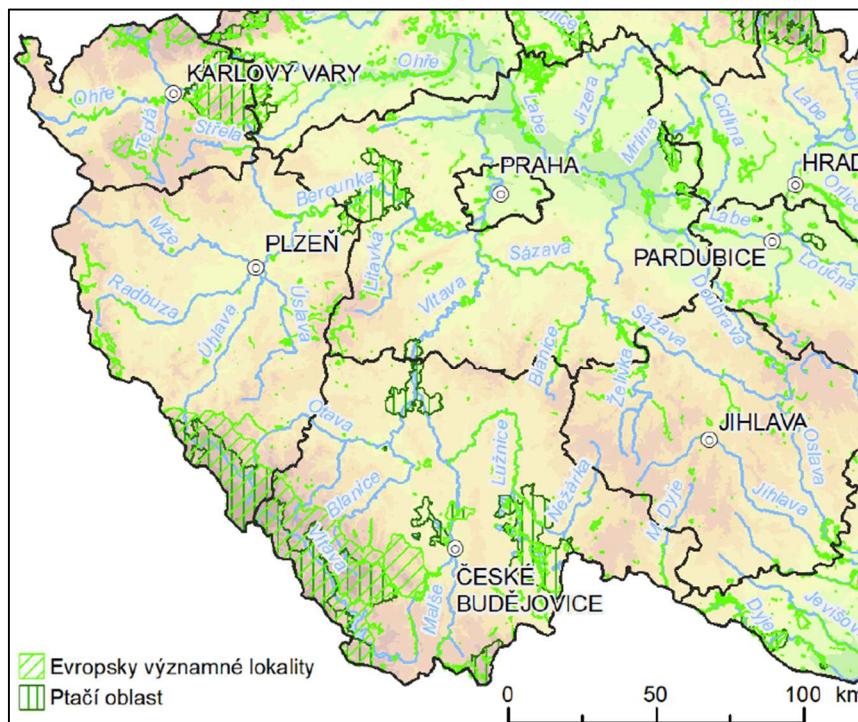 KARLOVY VARY
Ohře
Ohře
Teplá
Střela
Labe
Jizera
Mrlina
Cidlina
Labe
PRAHA
HRAD
Orlic
Berounka
Mže
PLZEŇ
Litavka
Sázava
Labe
PARDUBICE
Loučná
Radbuza
Úhlava
Úslava
Vltava
Doubrava
Sázava
Blanice
Želivka
Otava
JIHLAVA
Oslava
Lužnice
Nežárka
Blanice
Jihlava
M. Dyje
Vltava
ČESKÉ
BUDĚJOVICE
Malše
Dyje
Jevišov
Evropsky významné lokality
Ptačí oblast
0 50 100 km